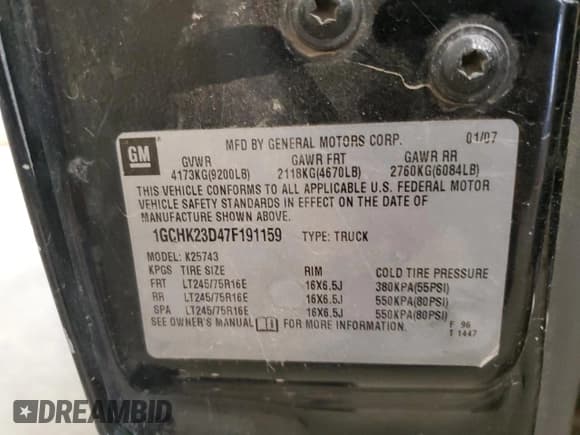 GM
MFD BY GENERAL MOTORS CORP. 01/07
GVWR GAWR FRT GAWR RR
4173KG(9200LB) 2118KG(4670LB) 2760KG(6084LB)
THIS VEHICLE CONFORMS TO ALL APPLICABLE U.S. FEDERAL MOTOR
VEHICLE SAFETY STANDARDS IN EFFECT ON THE DATE OF
MANUFACTURE SHOWN ABOVE.
1GCHK23D47F191159 TYPE: TRUCK
MODEL: K25743
KPGS TIRE SIZE RIM COLD TIRE PRESSURE
FRT LT245/75R16E 16X6.5J 380KPA(55PSI)
RR LT245/75R16E 16X6.5J 550KPA(80PSI)
SPA LT245/75R16E 16X6.5J 550KPA(80PSI)
SEE OWNER'S MANUAL FOR MORE INFORMATION. F 96
T 1447
DREAMBID